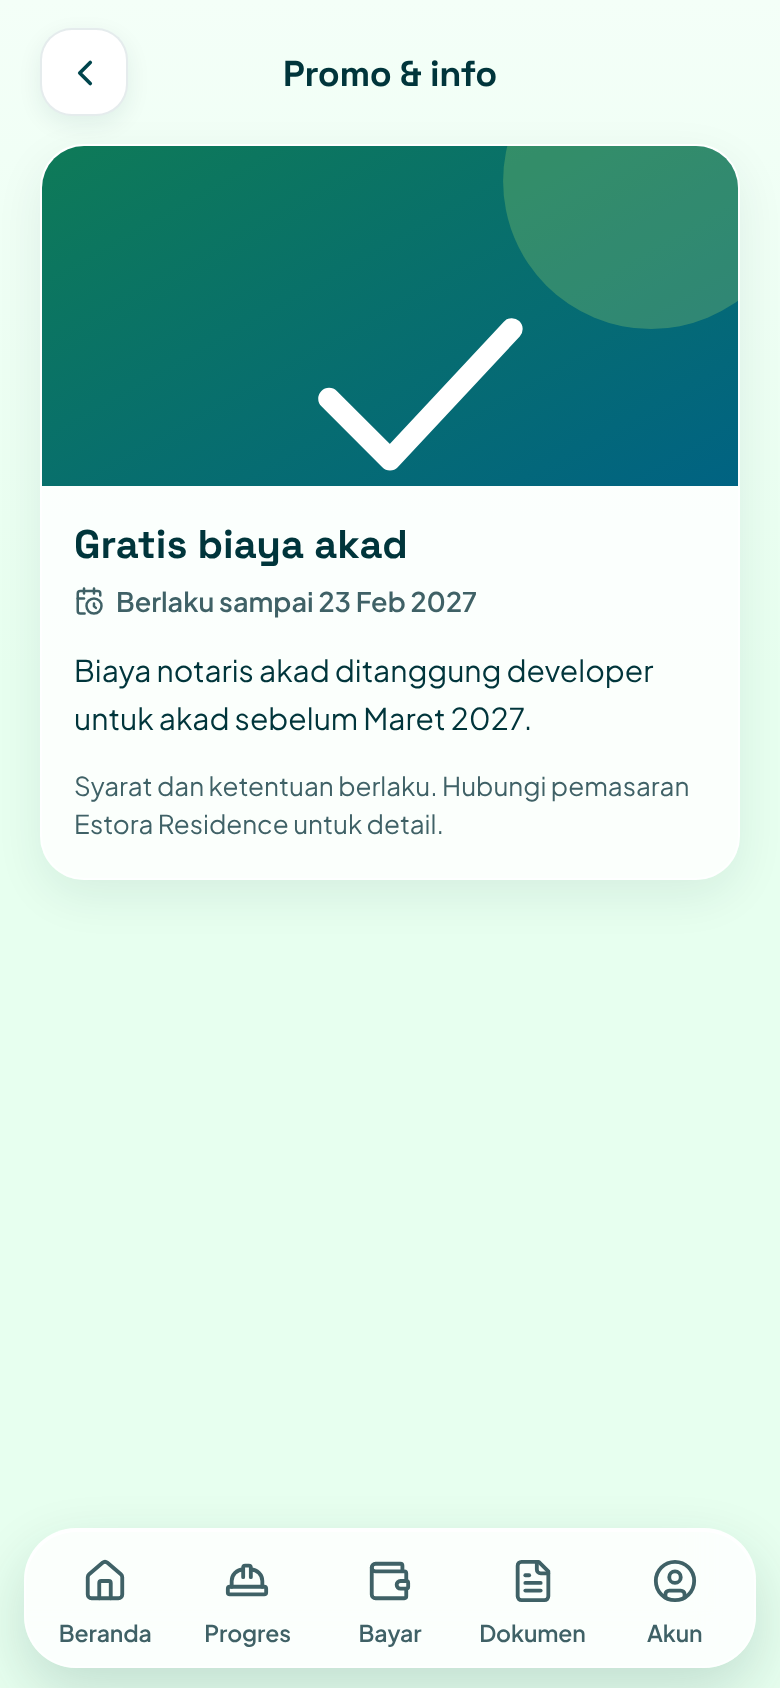 Promo & info
Gratis biaya akad
Berlaku sampai 23 Feb 2027
Biaya notaris akad ditanggung developer
untuk akad sebelum Maret 2027.
Syarat dan ketentuan berlaku. Hubungi pemasaran
Estora Residence untuk detail.
Beranda
Progres
Bayar
Dokumen
Akun